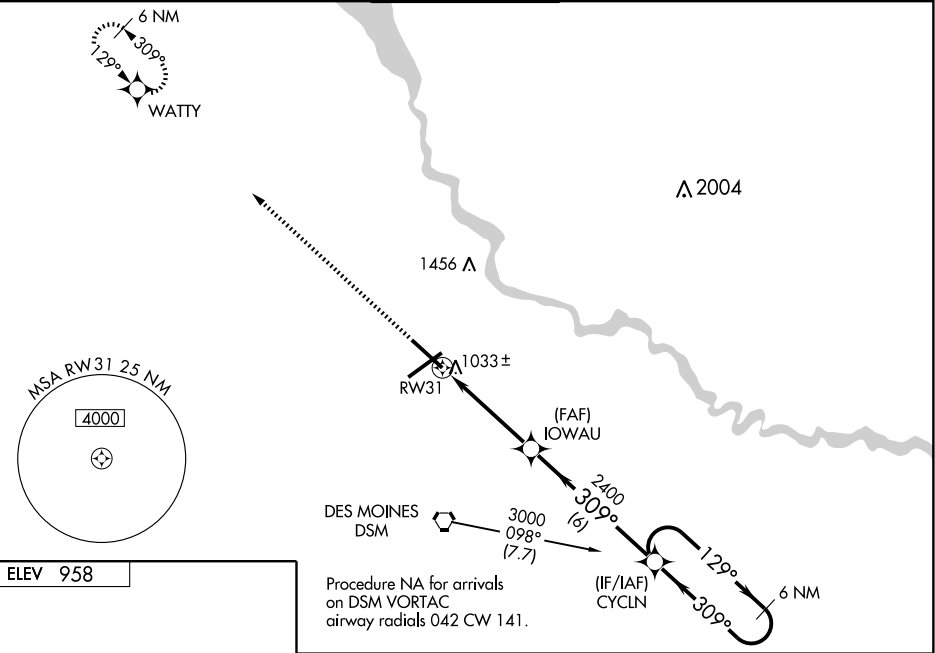 6 NM
309°
129°
WATTY
2004
1456
1033±
RW31
MSA RW31 25 NM
4000
(FAF)
IOWAU
2400
309°
(6)
DES MOINES
DSM
3000
098°
(7.7)
129°
6 NM
309°
(IF/IAF)
CYCLN
ELEV 958
Procedure NA for arrivals
on DSM VORTAC
airway radials 042 CW 141.